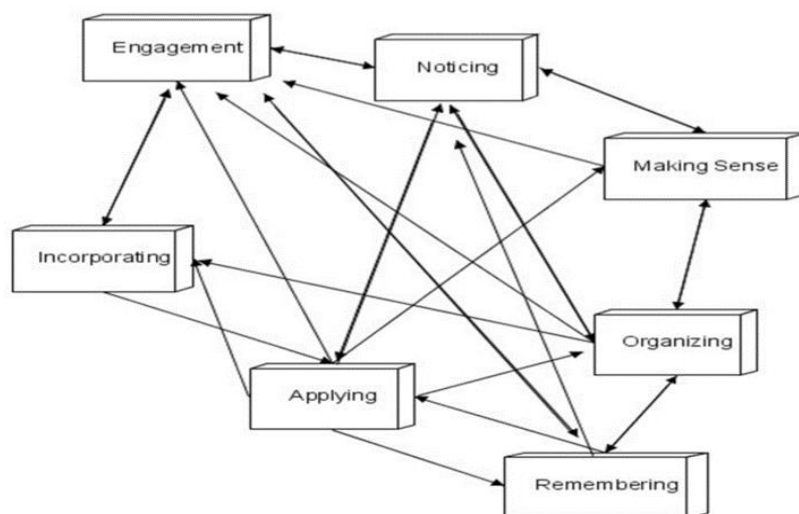 Engagement
Noticing
Making Sense
Incorporating
Organizing
Applying
Remembering